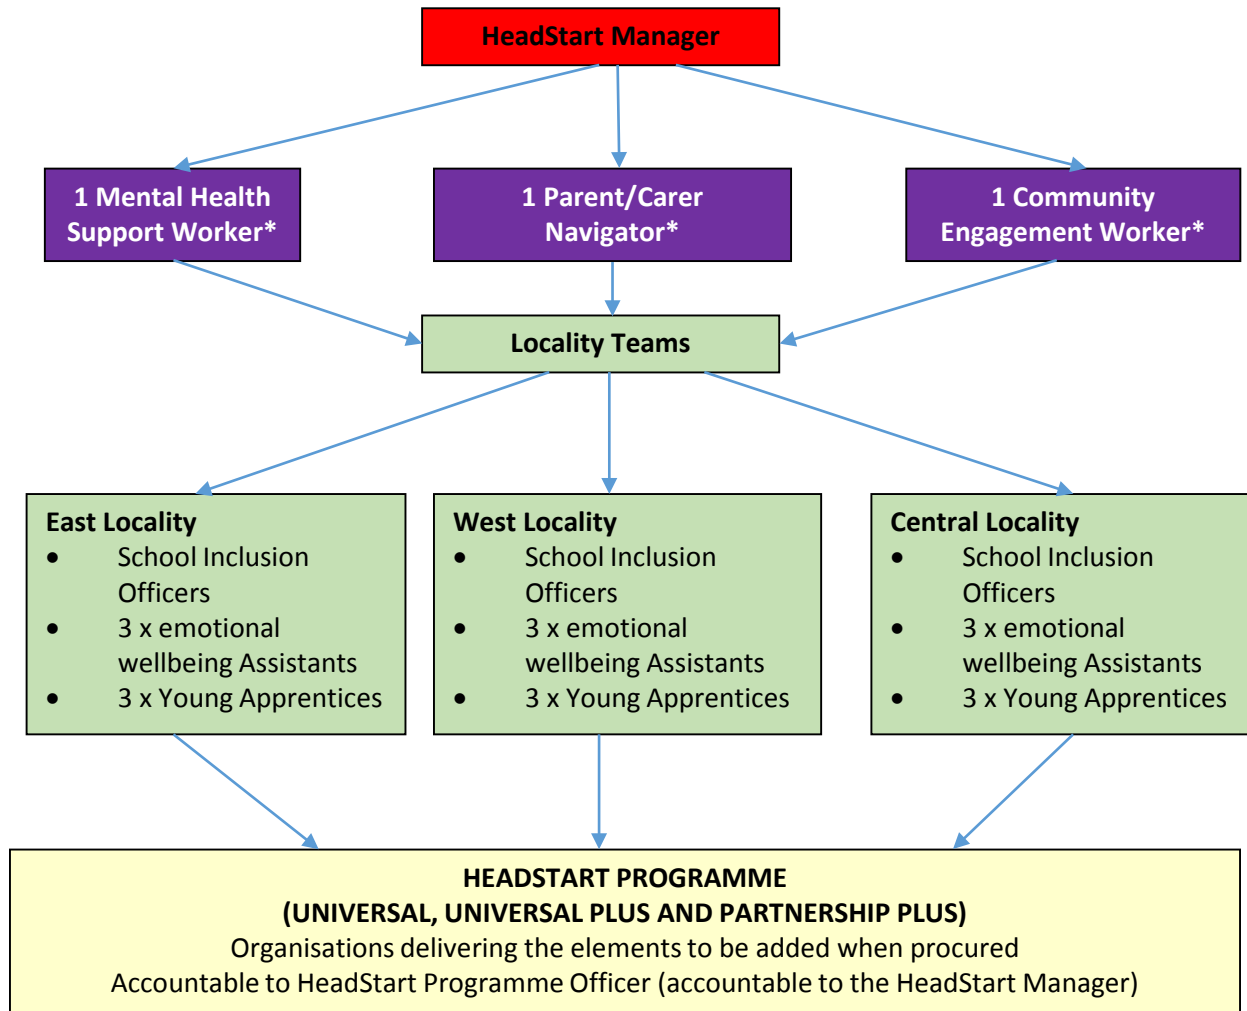 HeadStart Manager
1 Mental Health
Support Worker*
1 Parent/Carer
Navigator*
1 Community
Engagement Worker*
Locality Teams
East Locality
• School Inclusion
Officers
• 3 x emotional
wellbeing Assistants
• 3 x Young Apprentices
West Locality
• School Inclusion
Officers
• 3 x emotional
wellbeing Assistants
• 3 x Young Apprentices
Central Locality
• School Inclusion
Officers
• 3 x emotional
wellbeing Assistants
• 3 x Young Apprentices
HEADSTART PROGRAMME
(UNIVERSAL, UNIVERSAL PLUS AND PARTNERSHIP PLUS)
Organisations delivering the elements to be added when procured
Accountable to HeadStart Programme Officer (accountable to the HeadStart Manager)